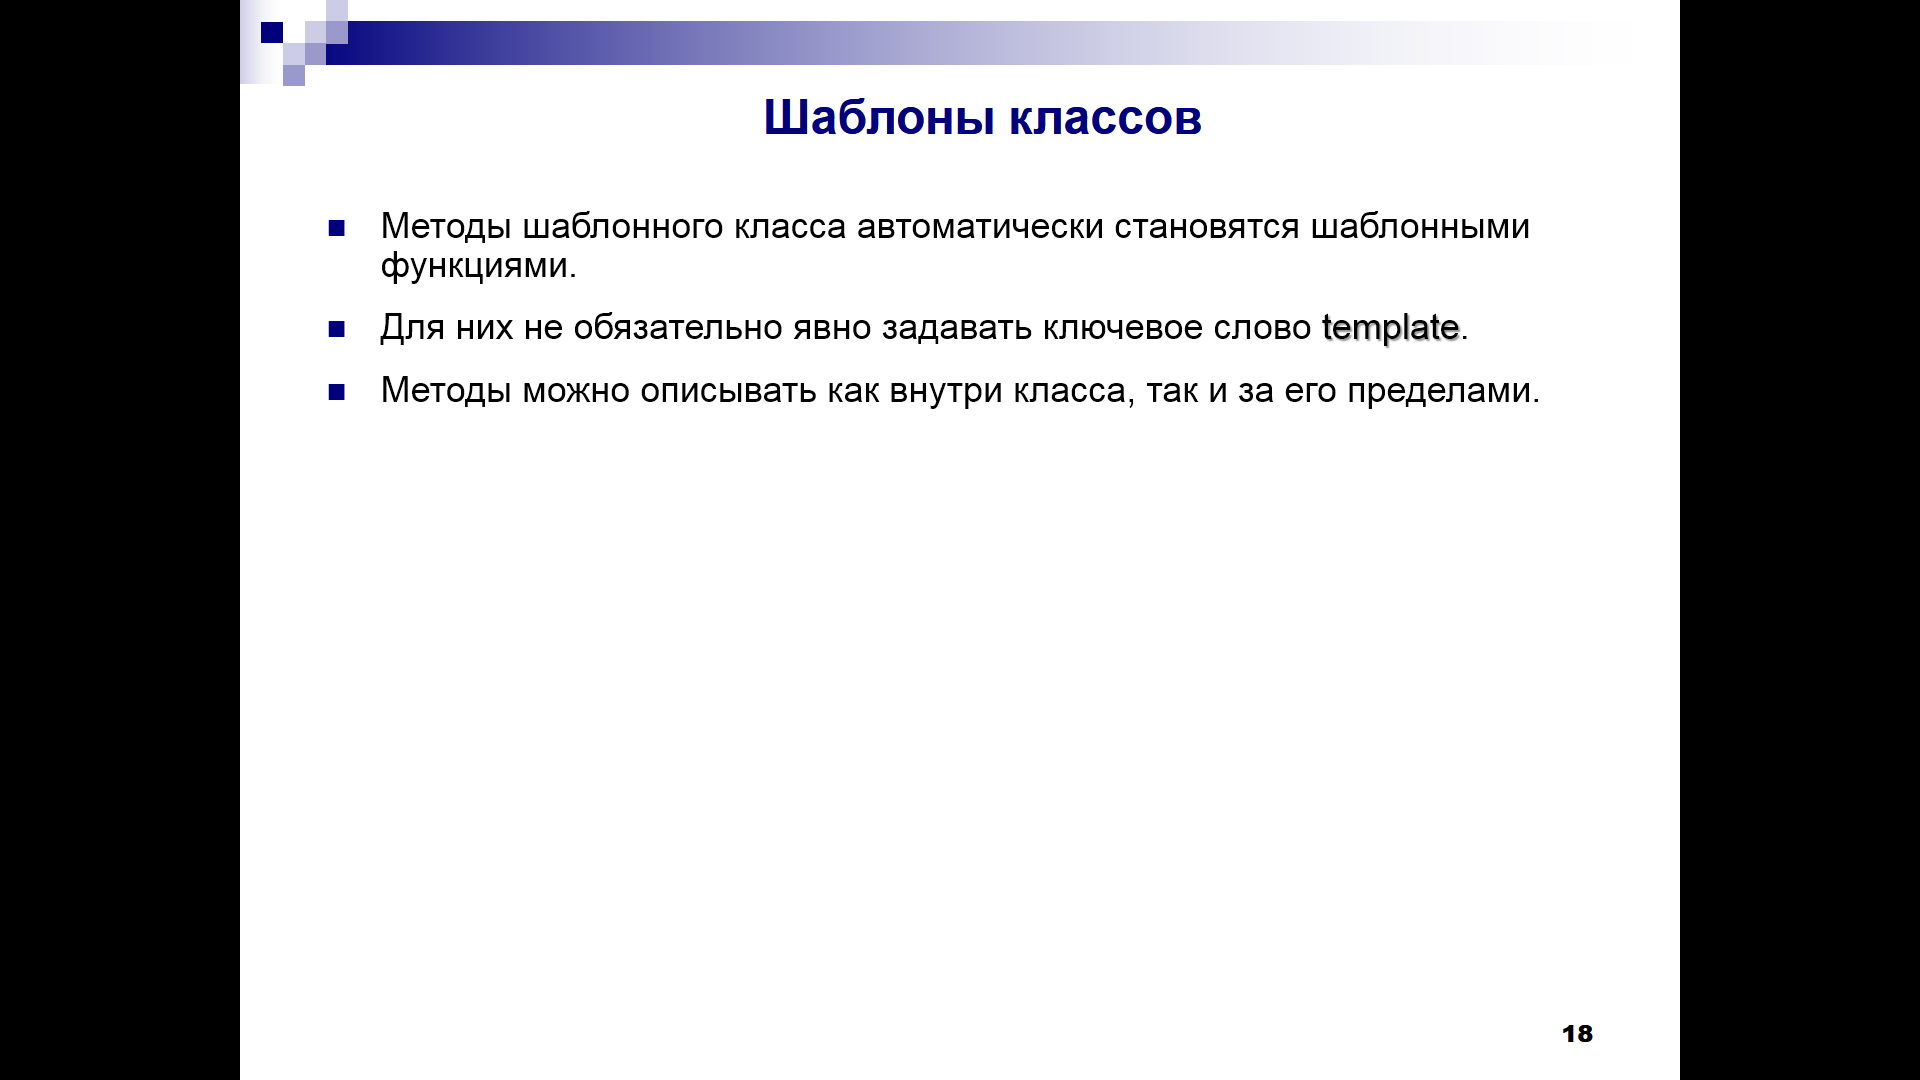 Шаблоны классов
Методы шаблонного класса автоматически становятся шаблонными
функциями.
Для них не обязательно явно задавать ключевое слово template.
Методы можно описывать как внутри класса, так и за его пределами.
18